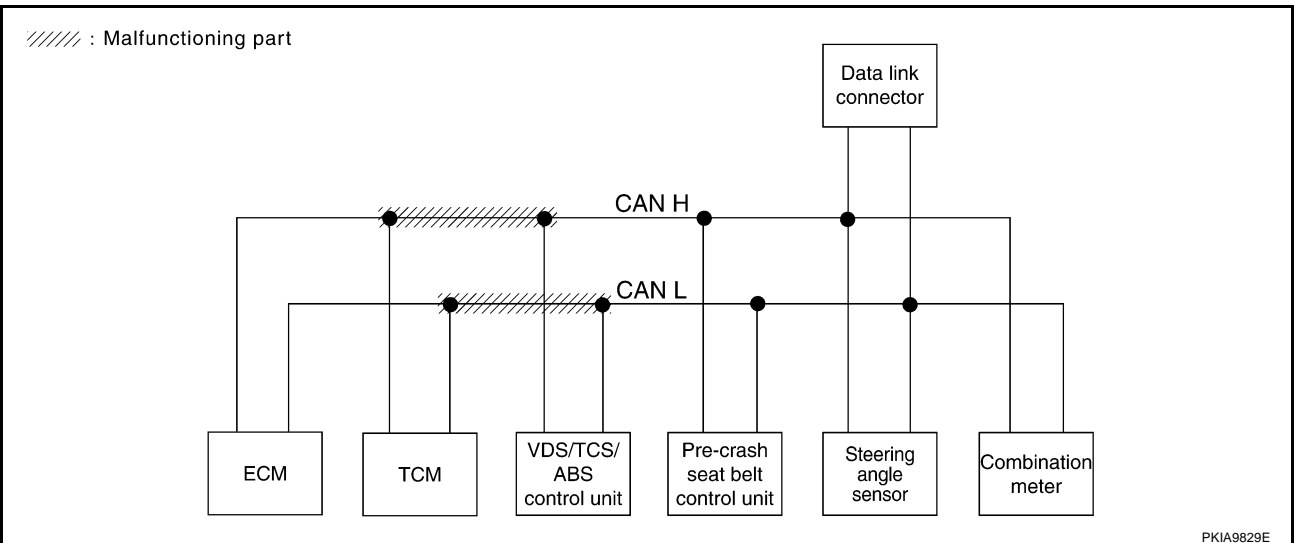 : Malfunctioning part
Data link
connector
CAN H
CAN L
ECM
TCM
VDS/TCS/
ABS
control unit
Pre-crash
seat belt
control unit
Steering
angle
sensor
Combination
meter
PKIA9829E